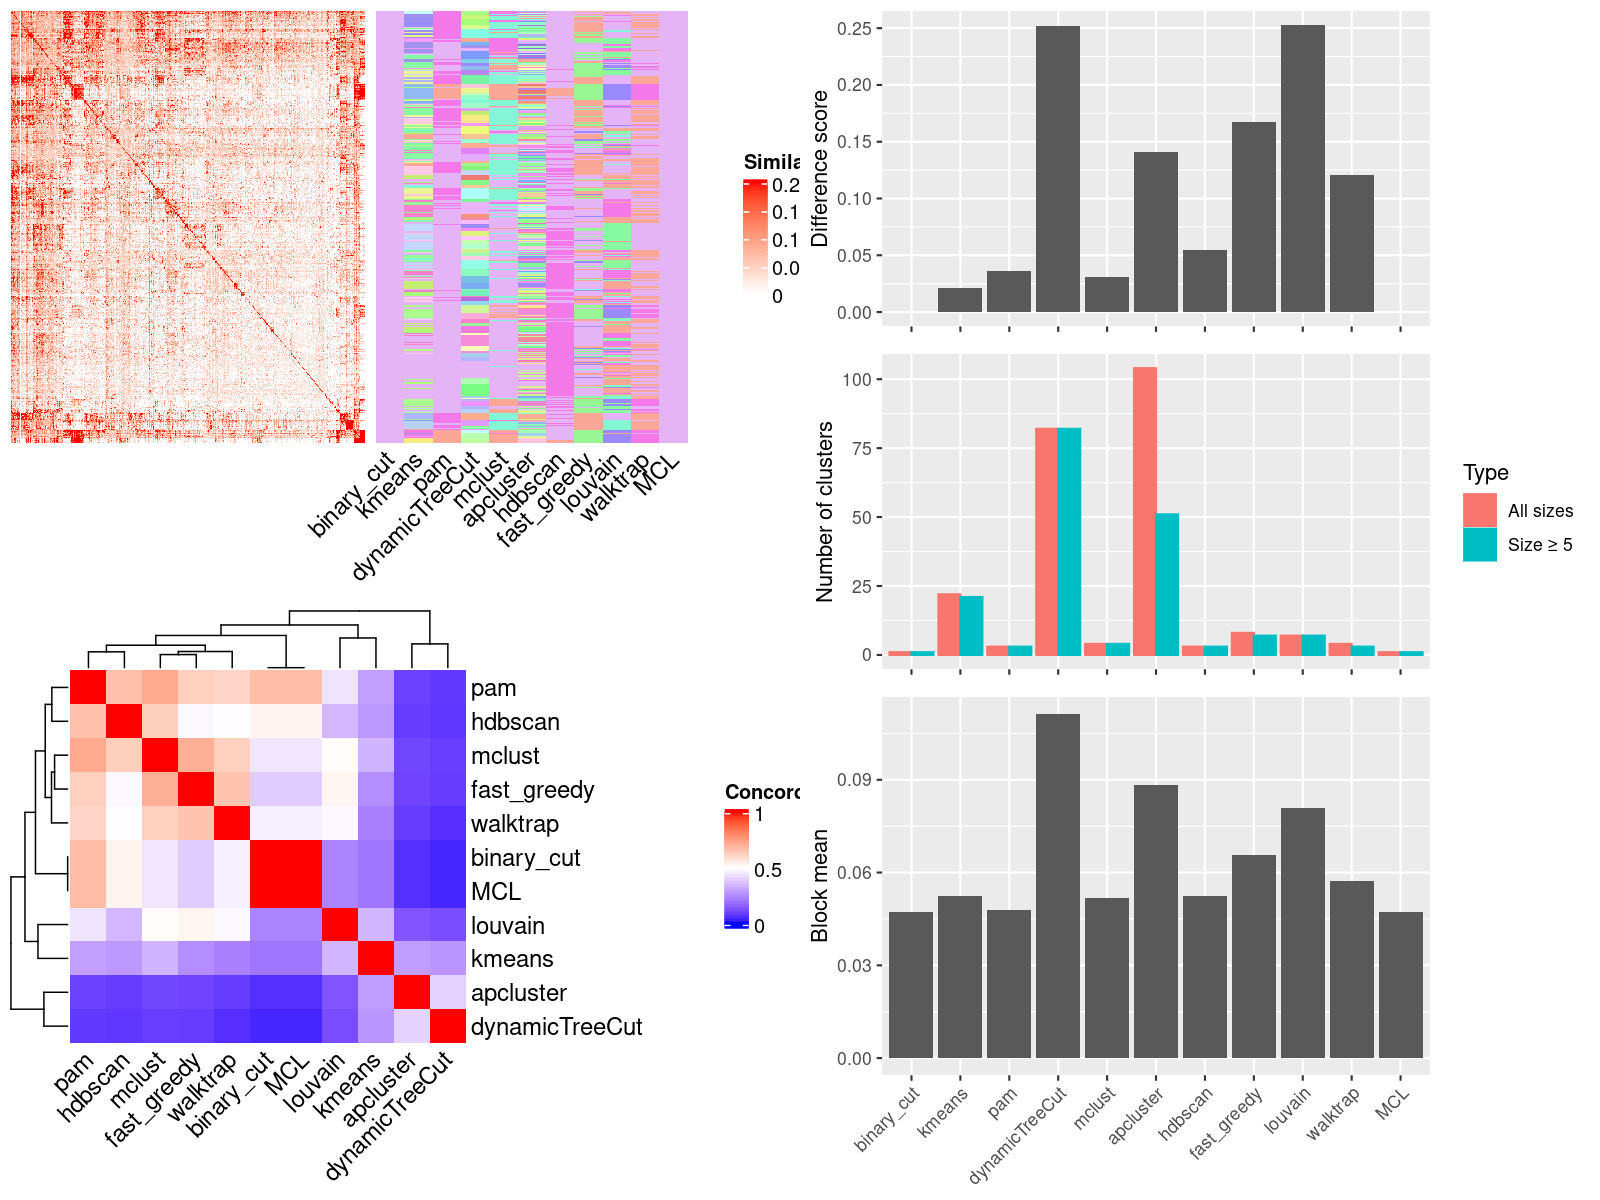 Simila
0.2
0.1
0.1
0.0
0
binary_cut
kmeans
pam
dynamicTreeCut
mclust
apcluster
hdbscan
fast_greedy
louvain
walktrap
MCL
pam
hdbscan
mclust
fast_greedy
walktrap
binary_cut
MCL
louvain
kmeans
apcluster
dynamicTreeCut
pam
hdbscan
mclust
fast_greedy
walktrap
binary_cut
MCL
louvain
kmeans
apcluster
dynamicTreeCut
Concord
1
0.5
0
Difference score
0.25
0.20
0.15
0.10
0.05
0.00
Number of clusters
100
75
50
25
0
Type
All sizes
Size ≥ 5
Block mean
0.09
0.06
0.03
0.00
binary_cut
kmeans
pam
dynamicTreeCut
mclust
apcluster
hdbscan
fast_greedy
louvain
walktrap
MCL